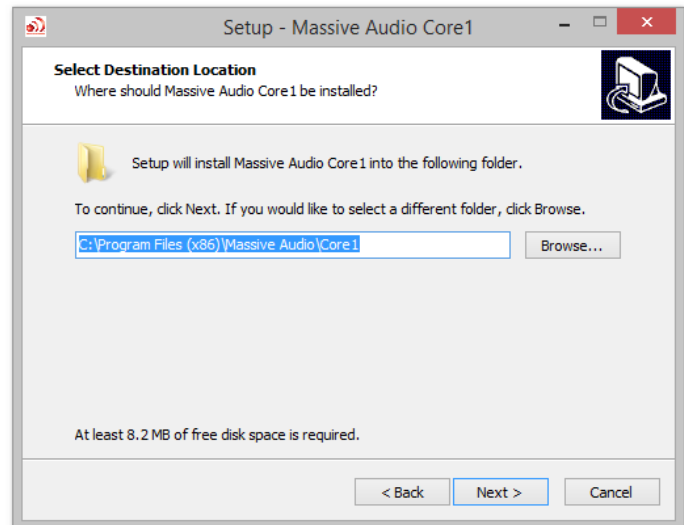 Setup - Massive Audio Core1
Select Destination Location
Where should Massive Audio Core1 be installed?
Setup will install Massive Audio Core1 into the following folder.
To continue, click Next. If you would like to select a different folder, click Browse.
C:\Program Files (x86)\Massive Audio\Core1
Browse...
At least 8.2 MB of free disk space is required.
< Back
Next >
Cancel